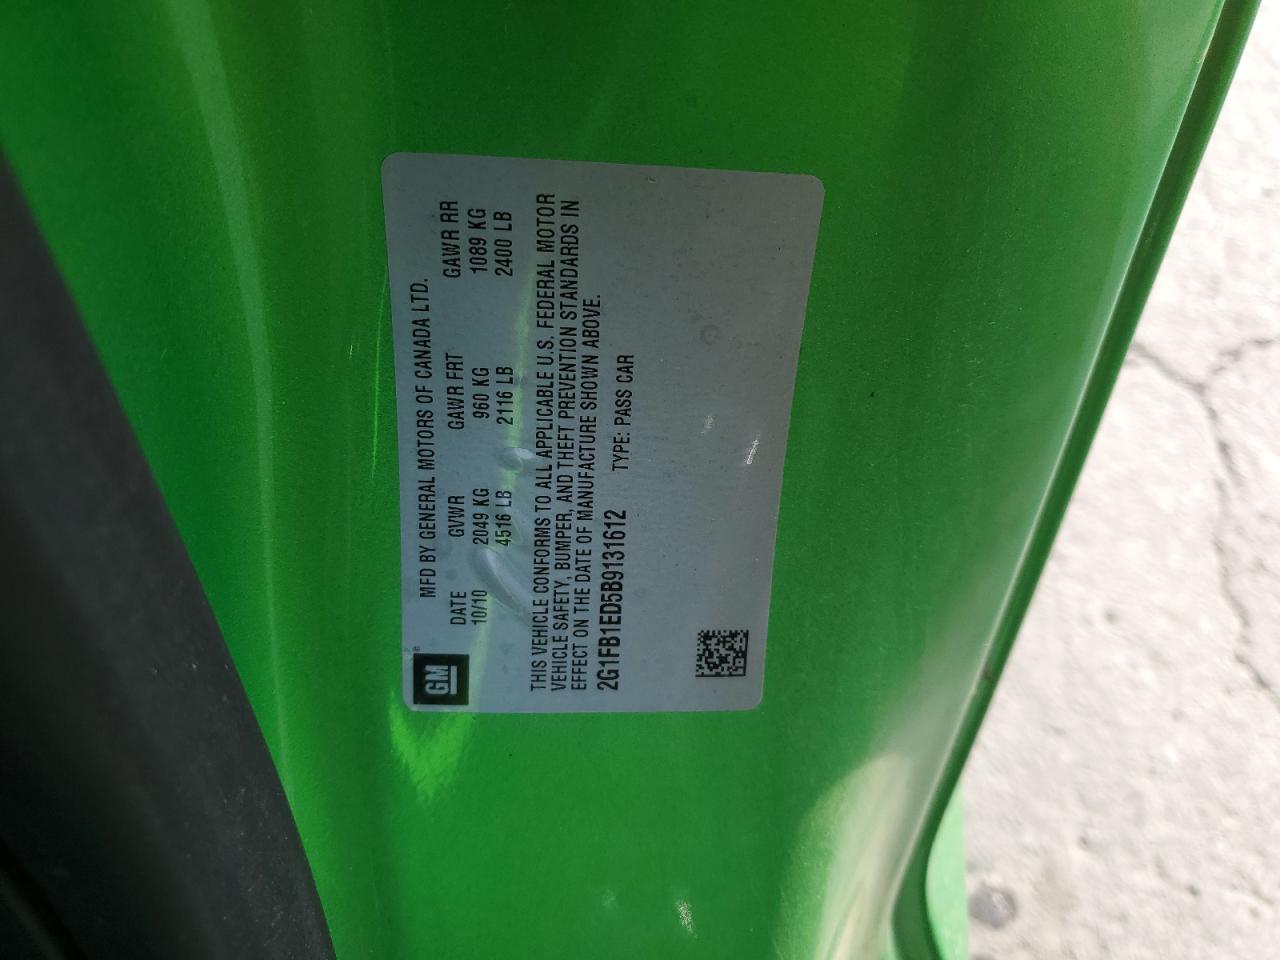 GM
MFD BY GENERAL MOTORS OF CANADA LTD.
DATE GVWR GAWR FRT GAWR RR
10/10 2049 KG 960 KG 1089 KG
4516 LB 2116 LB 2400 LB
THIS VEHICLE CONFORMS TO ALL APPLICABLE U.S. FEDERAL MOTOR
VEHICLE SAFETY, BUMPER, AND THEFT PREVENTION STANDARDS IN
EFFECT ON THE DATE OF MANUFACTURE SHOWN ABOVE.
2G1FB1ED5B9131612 TYPE: PASS CAR